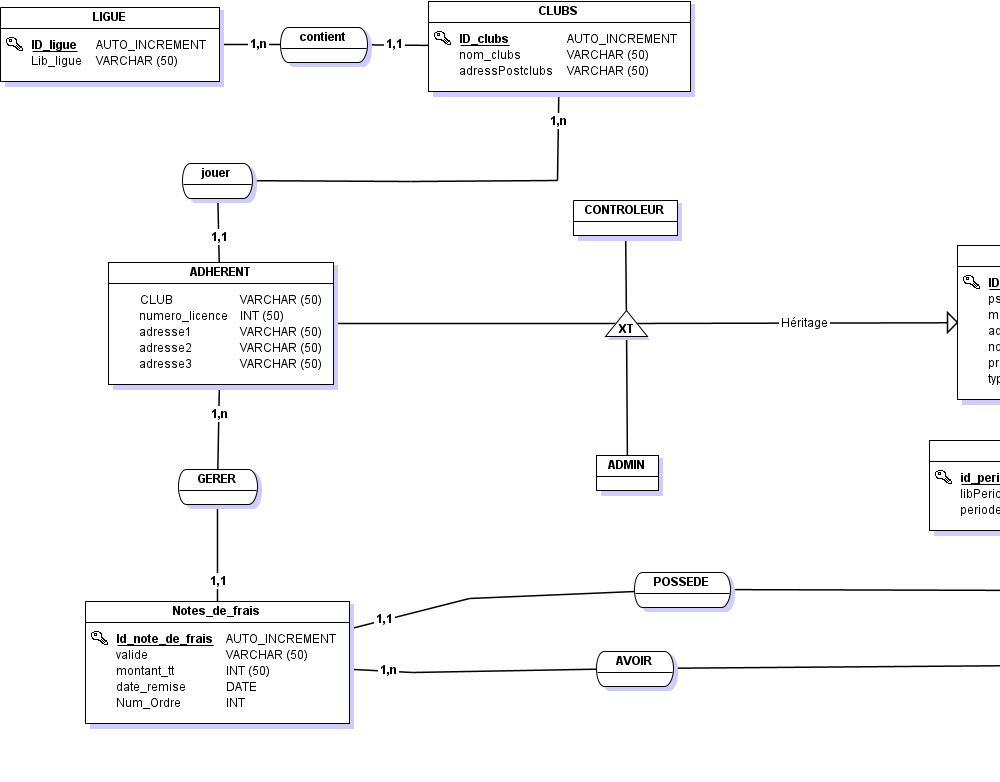 LIGUE
ID_ligue AUTO_INCREMENT
Lib_ligue VARCHAR (50)
1,n
contient
1,1
CLUBS
ID_clubs AUTO_INCREMENT
nom_clubs VARCHAR (50)
adressPostclubs VARCHAR (50)
1,n
jouer
1,1
CONTROLEUR
ADHERENT
CLUB VARCHAR (50)
numero_licence INT (50)
adresse1 VARCHAR (50)
adresse2 VARCHAR (50)
adresse3 VARCHAR (50)
XT
Héritage
ID
ps
m
ad
no
pr
typ
1,n
GERER
ADMIN
id_peri
libPerio
periode
1,1
Notes_de_frais
Id_note_de_frais AUTO_INCREMENT
valide VARCHAR (50)
montant_tt INT (50)
date_remise DATE
Num_Ordre INT
1,1
POSSEDE
1,n
AVOIR